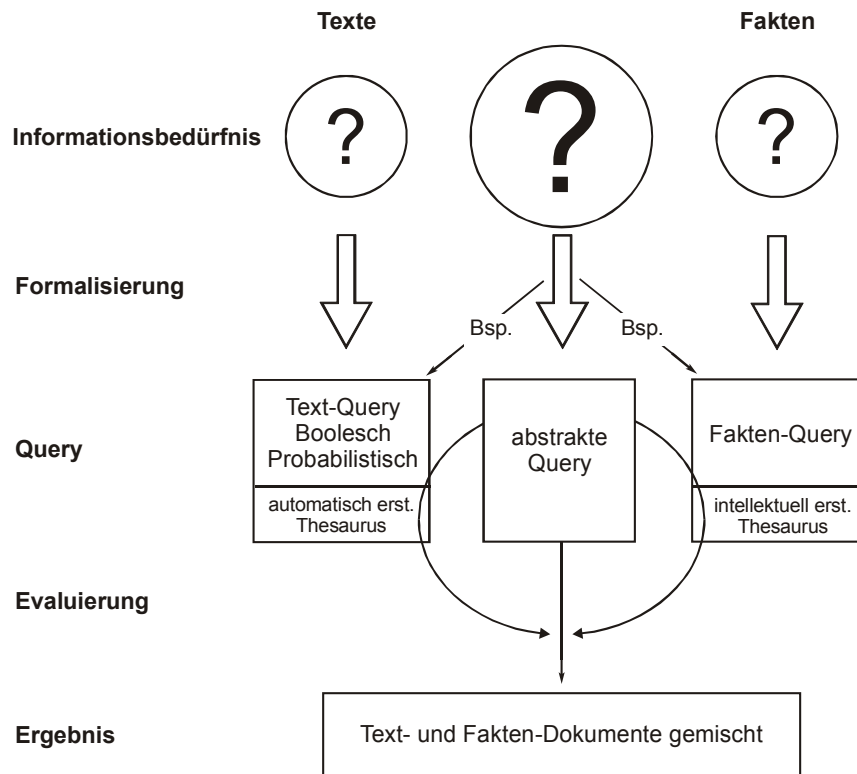 Texte
Fakten
Informationsbedürfnis
?
?
?
Formalisierung
Bsp.
Bsp.
Query
Text-Query
Boolesch
Probabilistisch
automatisch erst.
Thesaurus
abstrakte
Query
Fakten-Query
intellektuell erst.
Thesaurus
Evaluierung
Ergebnis
Text- und Fakten-Dokumente gemischt